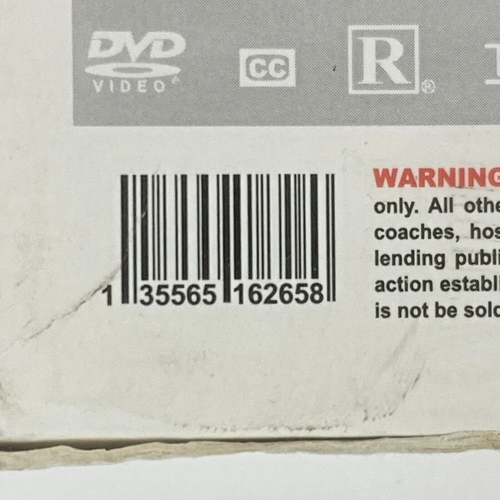 DVD
VIDEO
CC
R®
WARNING
only. All othe
coaches, hos
lending publi
action establi
is not be sold
1 35565 162658